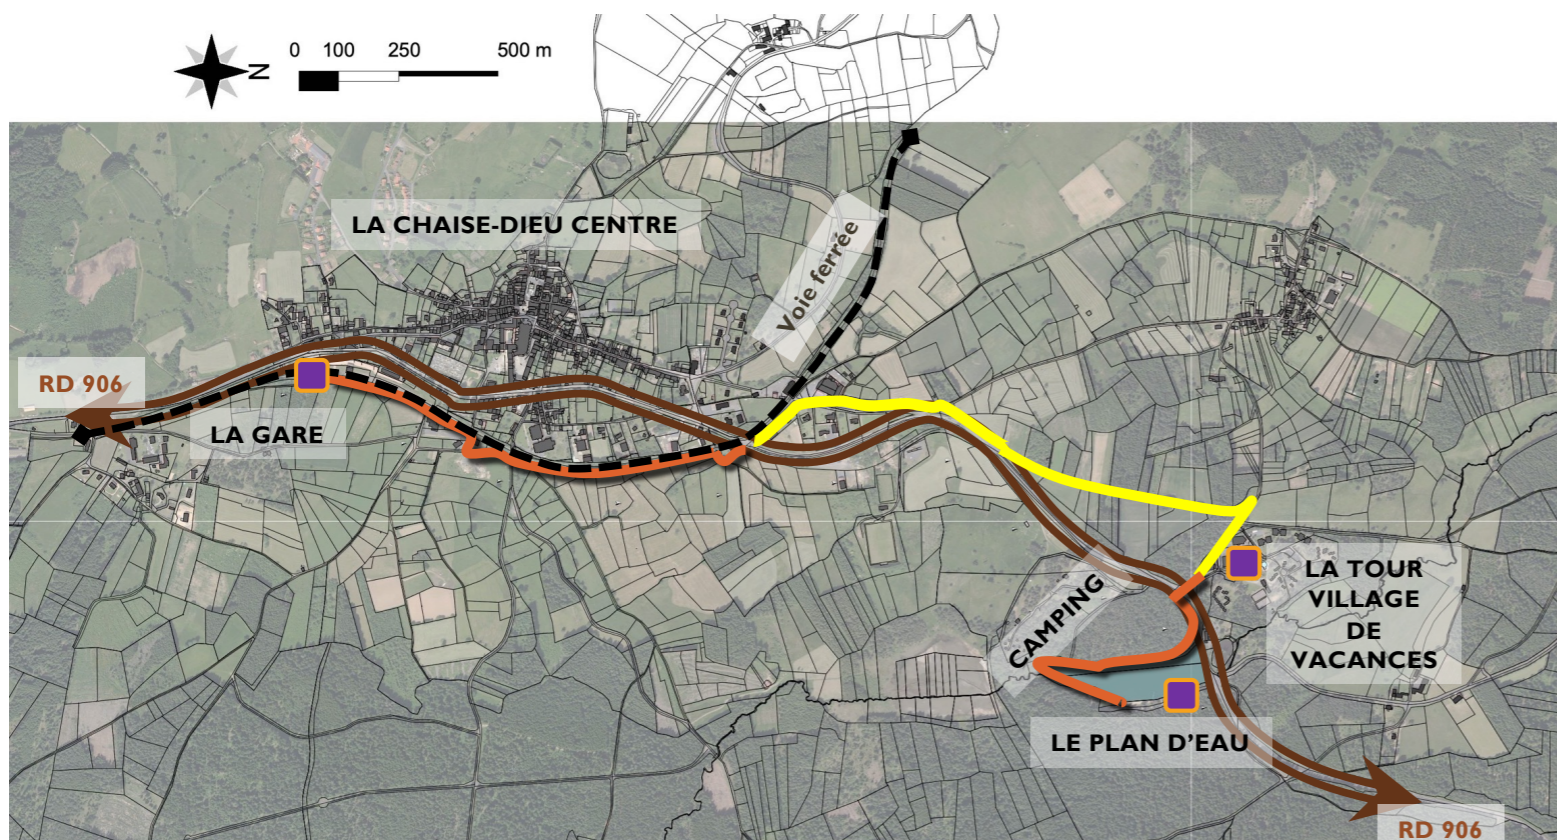 N
0 100 250 500 m
LA CHAISE-DIEU CENTRE
Voie ferrée
RD 906
LA GARE
CAMPING
LA TOUR
VILLAGE
DE
VACANCES
LE PLAN D'EAU
RD 906